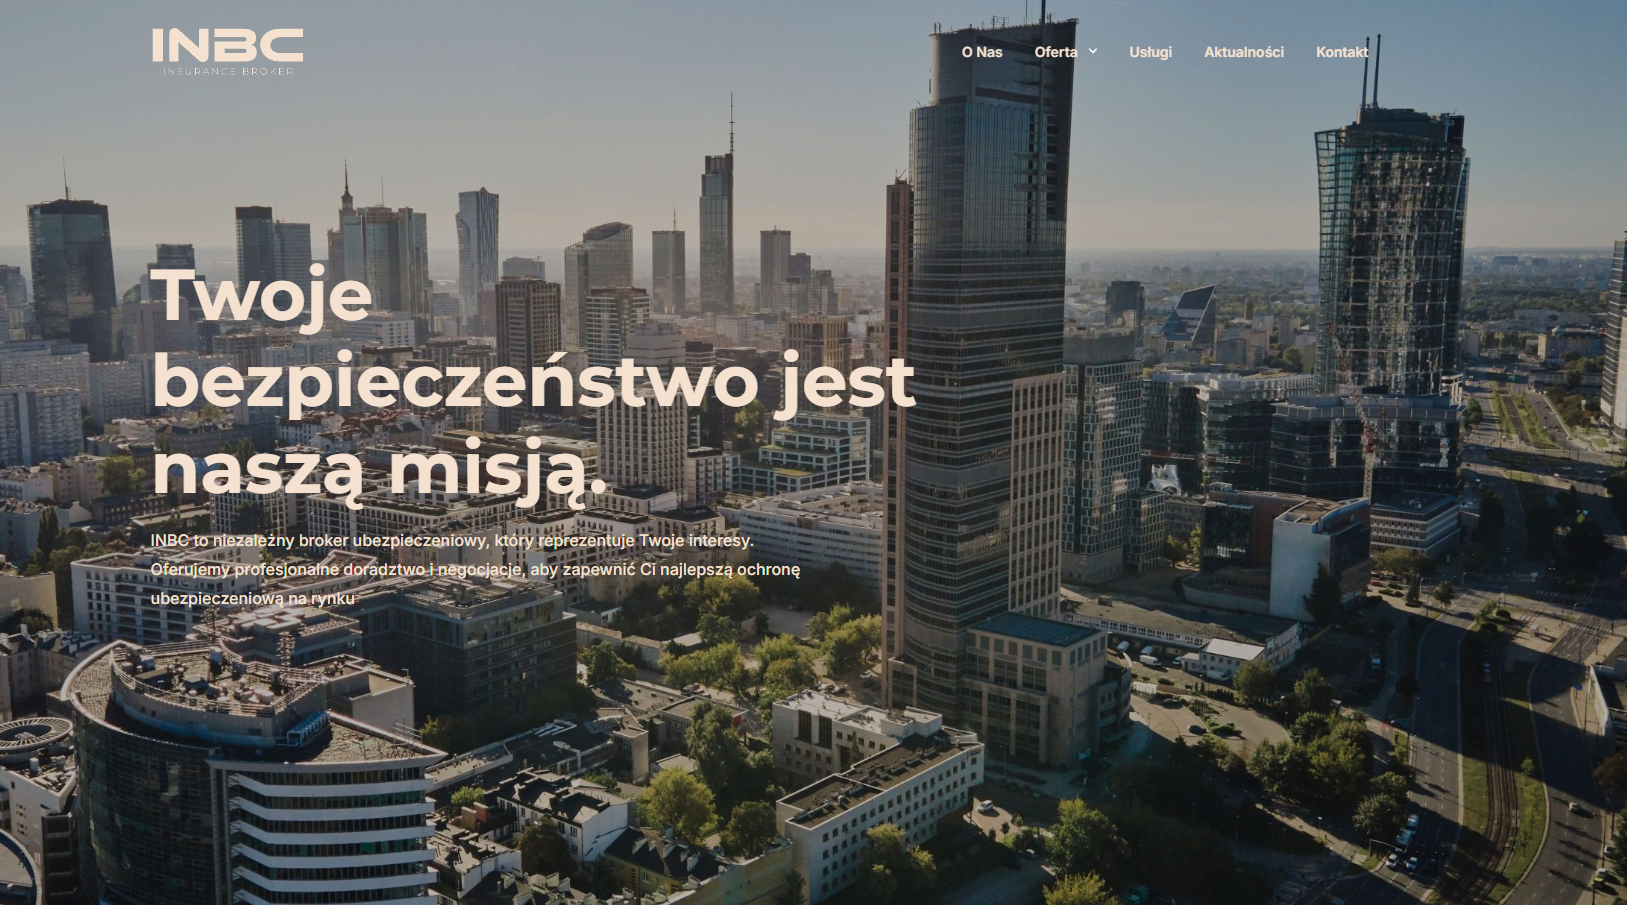 INBC
INSURANCE BROKER
O Nas
Oferta
Usługi
Aktualności
Kontakt
Twoje
bezpieczeństwo jest
naszą misją.
INBC to niezależny broker ubezpieczeniowy, który reprezentuje Twoje interesy.
Oferujemy profesjonalne doradztwo i negocjacje, aby zapewnić Ci najlepszą ochronę
ubezpieczeniową na rynku